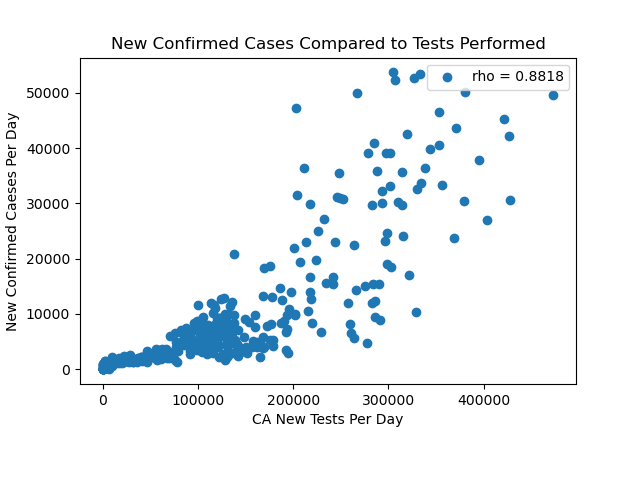 New Confirmed Cases Compared to Tests Performed
rho = 0.8818
New Confirmed Caeses Per Day
50000
40000
30000
20000
10000
0
0 100000 200000 300000 400000
CA New Tests Per Day